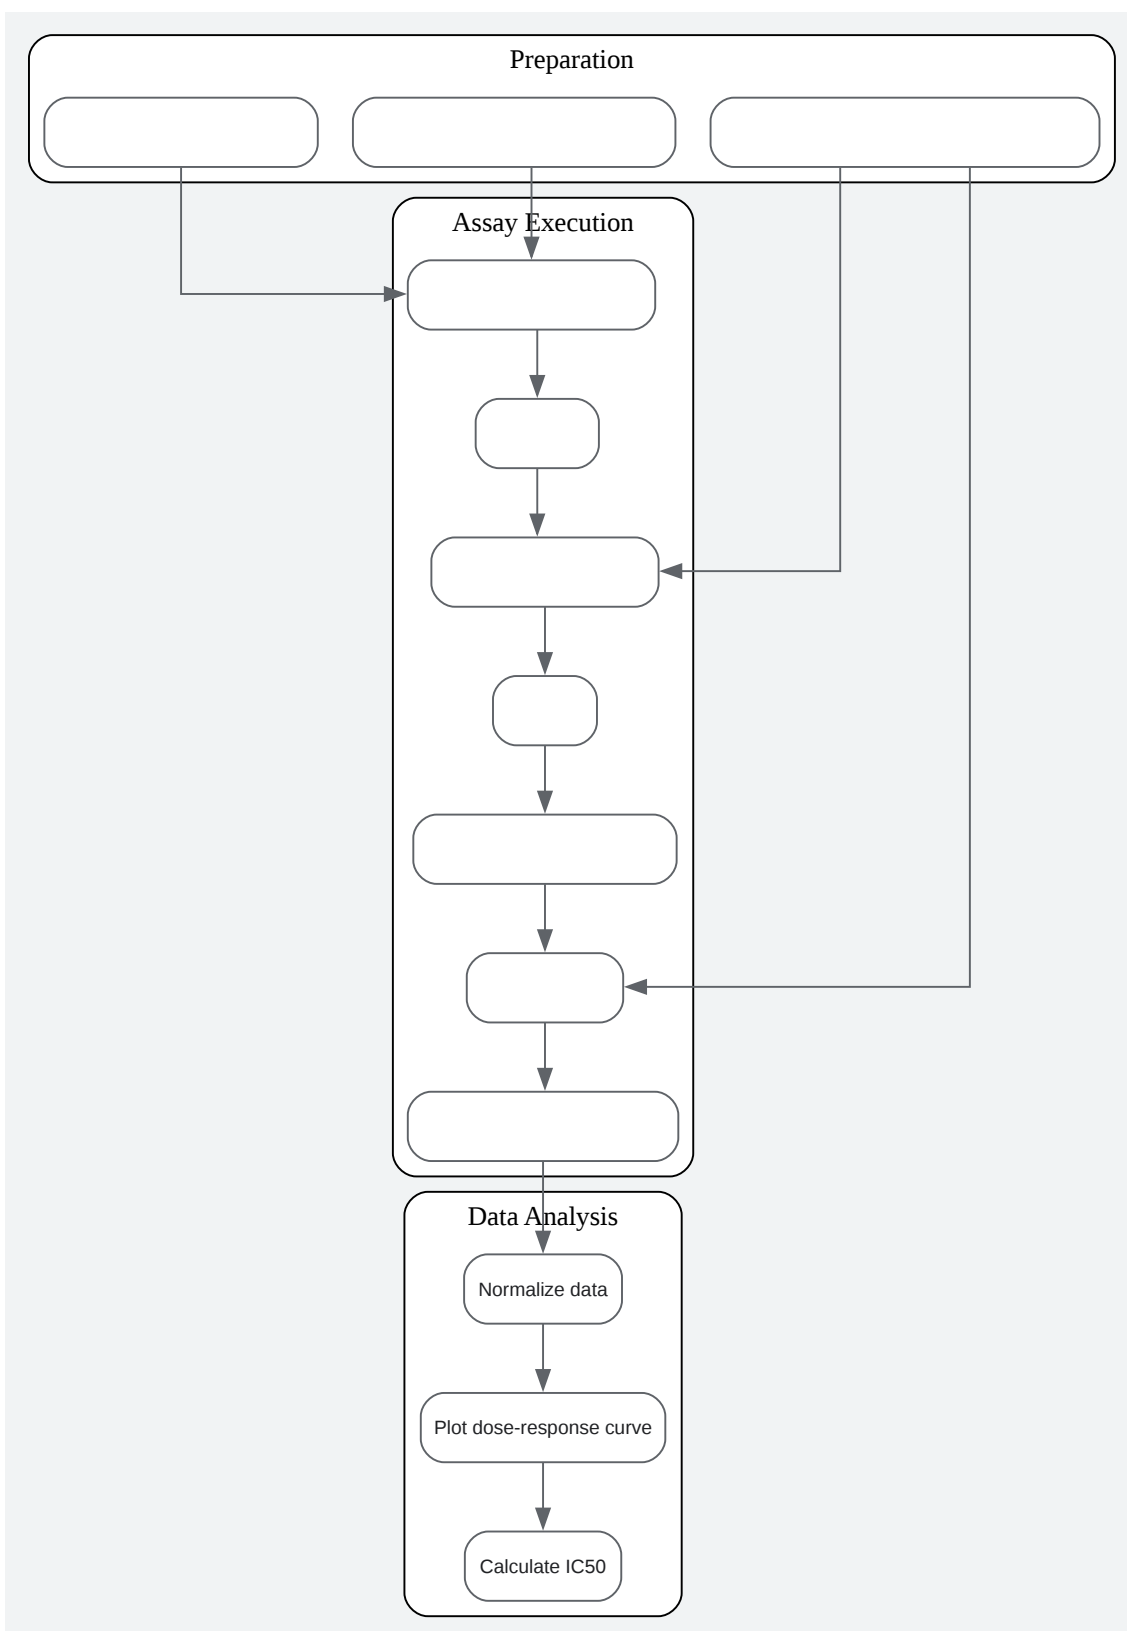 Preparation
Assay Execution
Data Analysis
Normalize data
Plot dose-response curve
Calculate IC50